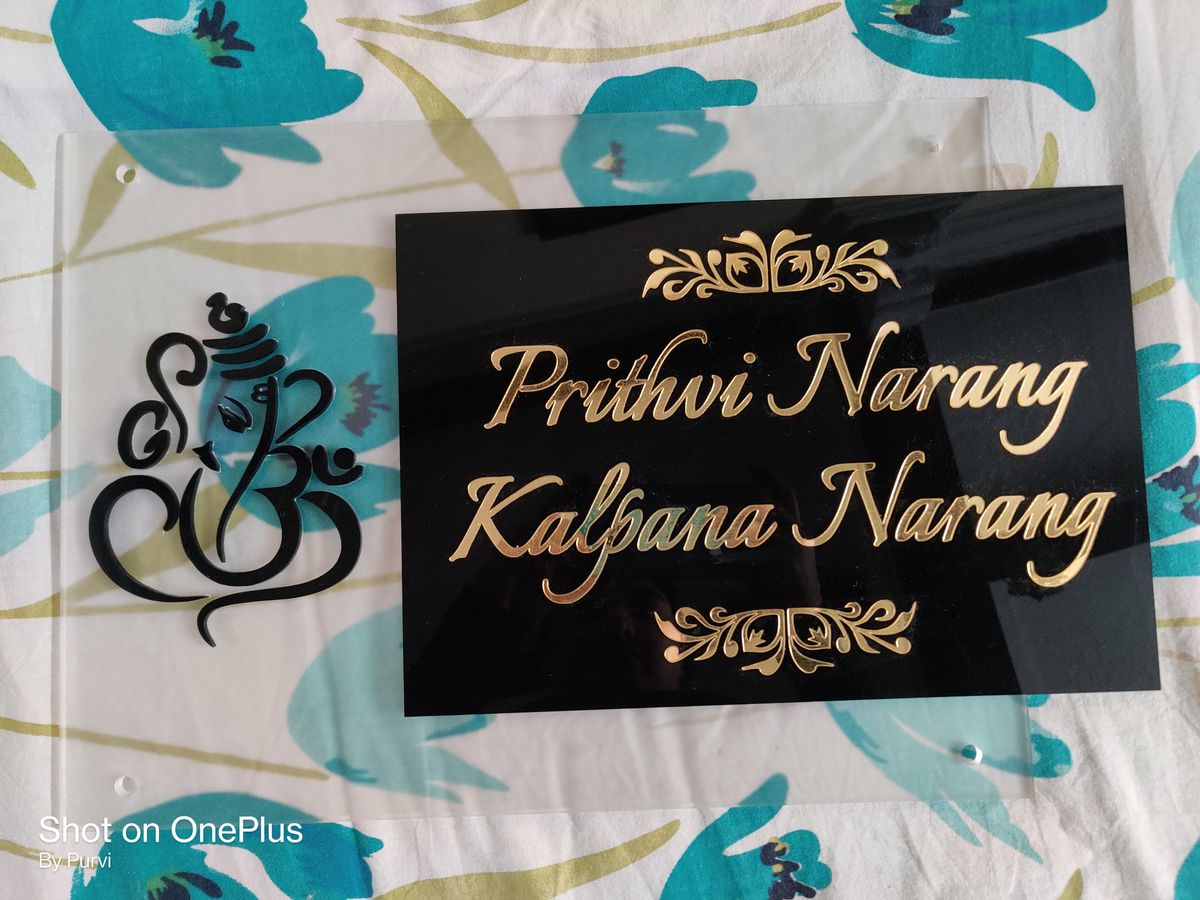 Prithvi Narang
Kalpana Narang
Shot on OnePlus
By Purvi